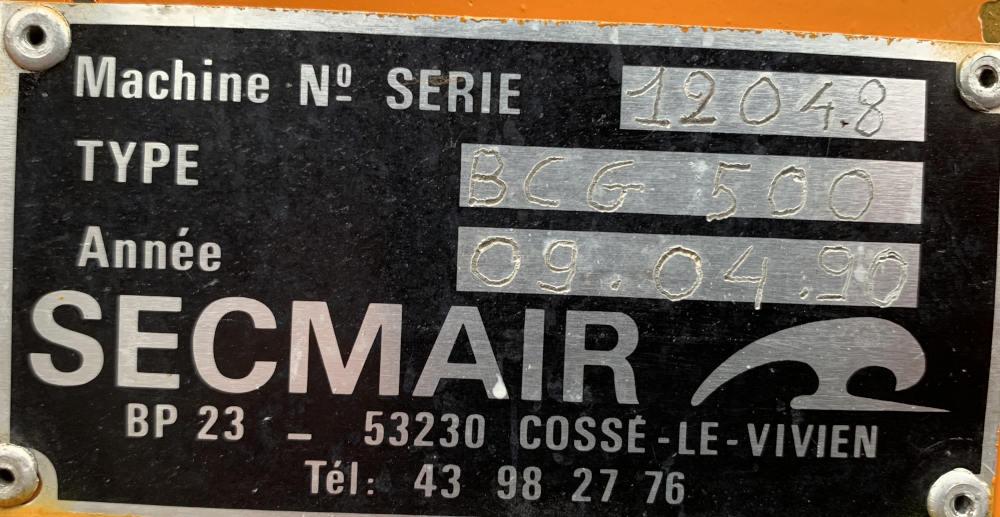 Machine Nº SERIE 12048
TYPE BCG 500
Année 09.04.90
SECMAIR
BP 23 – 53230 COSSÉ-LE-VIVIEN
Tél: 43 98 27 76